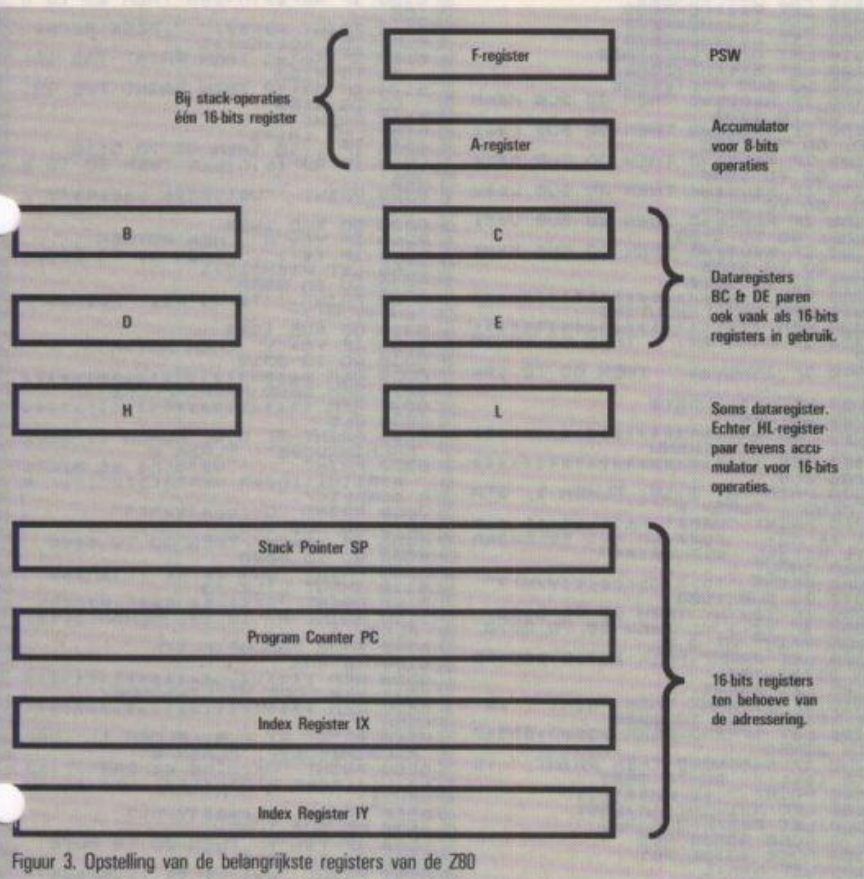 F-register
PSW
Bij stack-operaties
één 16-bits register
A-register
Accumulator
voor 8-bits
operaties
B
C
Dataregisters
BC & DE paren
ook vaak als 16-bits
registers in gebruik.
D
E
H
L
Soms dataregister.
Echter HL-register-
paar tevens accu-
mulator voor 16-bits
operaties.
Stack Pointer SP
Program Counter PC
16-bits registers
ten behoeve van
de adressering.
Index Register IX
Index Register IY
Figuur 3. Opstelling van de belangrijkste registers van de Z80